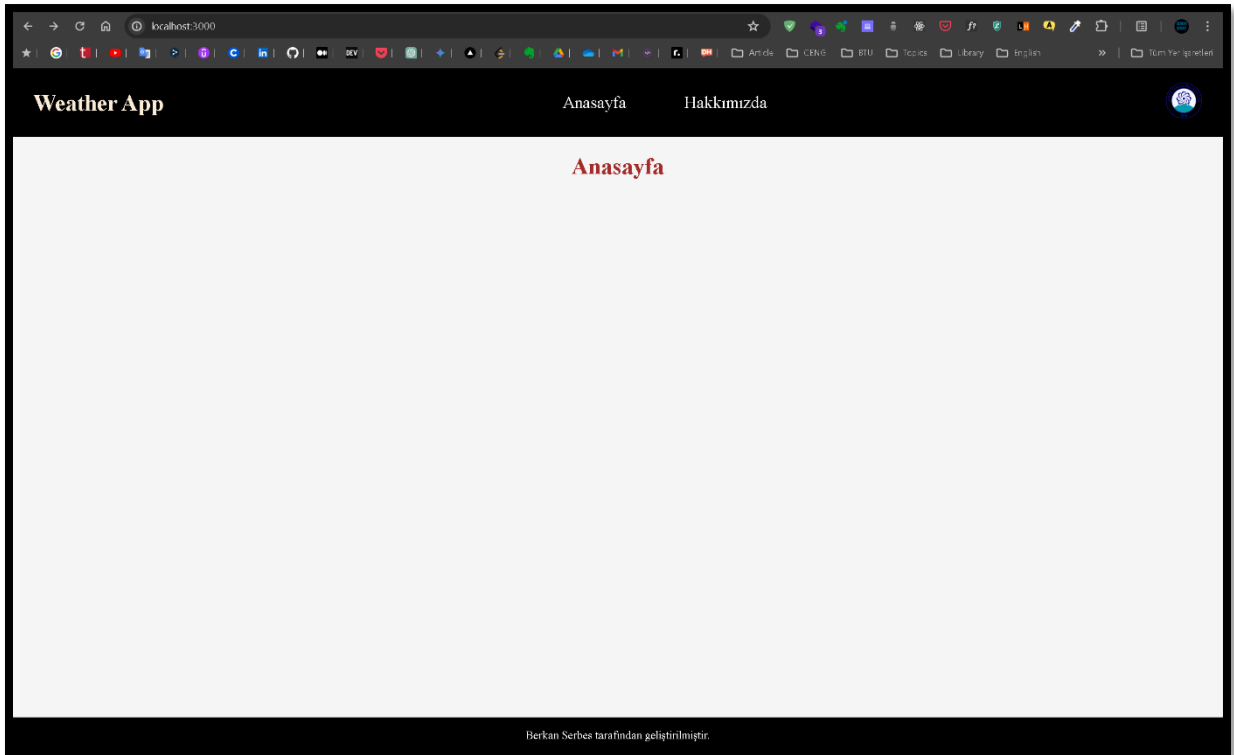 localhost:3000
Article CENG BTU Topics Library English » Tüm Yer İşaretleri
Weather App Anasayfa Hakkımızda
Anasayfa
Berkan Serbes tarafından geliştirilmiştir.